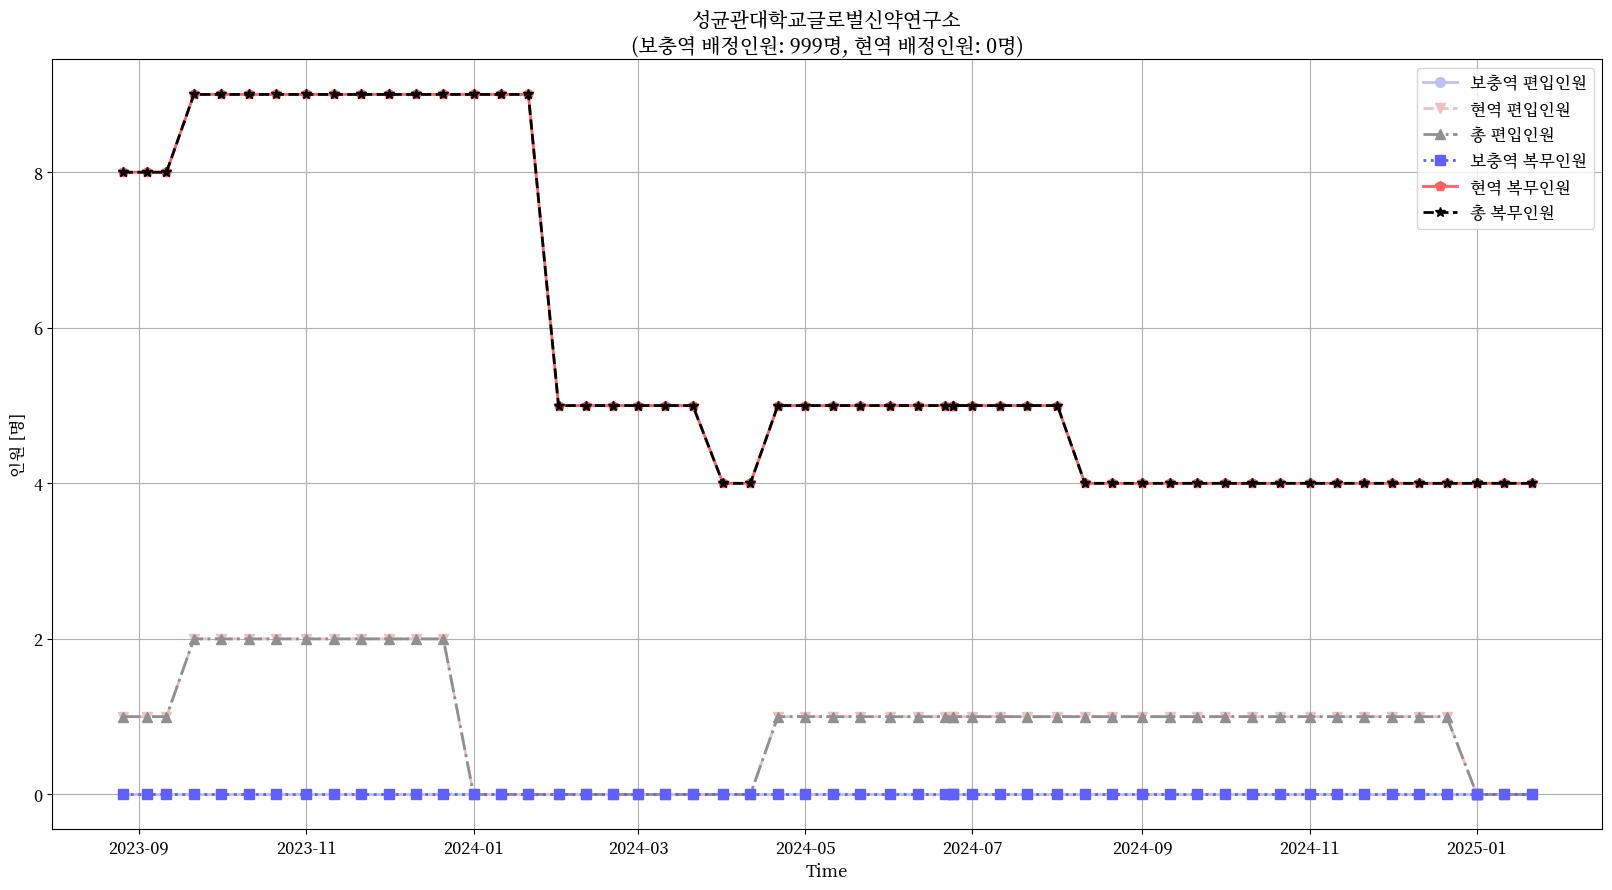 성균관대학교글로벌신약연구소
(보충역 배정인원: 999명, 현역 배정인원: 0명)
보충역 편입인원
현역 편입인원
총 편입인원
보충역 복무인원
현역 복무인원
총 복무인원
인원 [명]
8
6
4
2
0
2023-09 2023-11 2024-01 2024-03 2024-05 2024-07 2024-09 2024-11 2025-01
Time